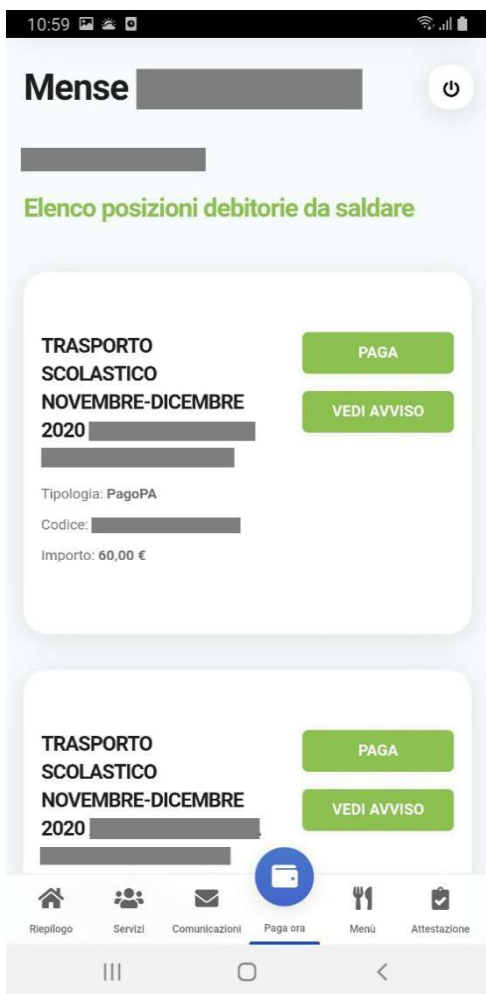 10:59
Mense
Elenco posizioni debitorie da saldare
TRASPORTO
SCOLASTICO
NOVEMBRE-DICEMBRE
2020
PAGA
VEDI AVVISO
Tipologia: PagoPA
Codice:
Importo: 60,00 €
TRASPORTO
SCOLASTICO
NOVEMBRE-DICEMBRE
2020
PAGA
VEDI AVVISO
Riepilogo Servizi Comunicazioni Paga ora Menù Attestazione